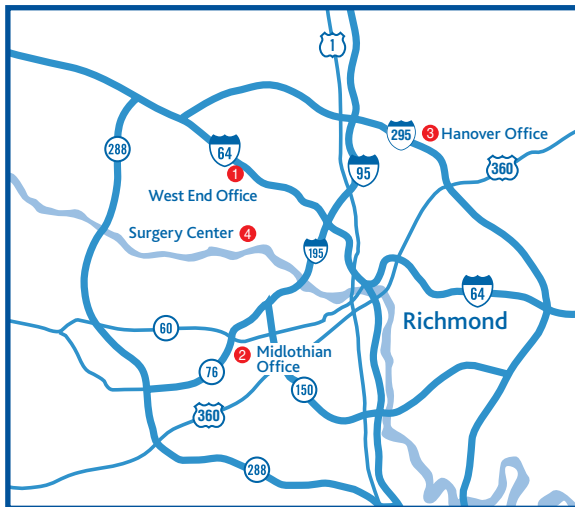 1
288
295
3 Hanover Office
64
360
95
1
West End Office
Surgery Center 4
195
64
Richmond
60
2 Midlothian
Office
76
150
360
288